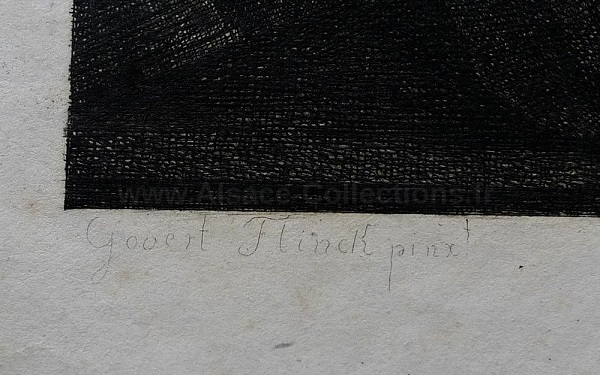 www.Alsace-Collections.fr
Govert Flinck pinx^t